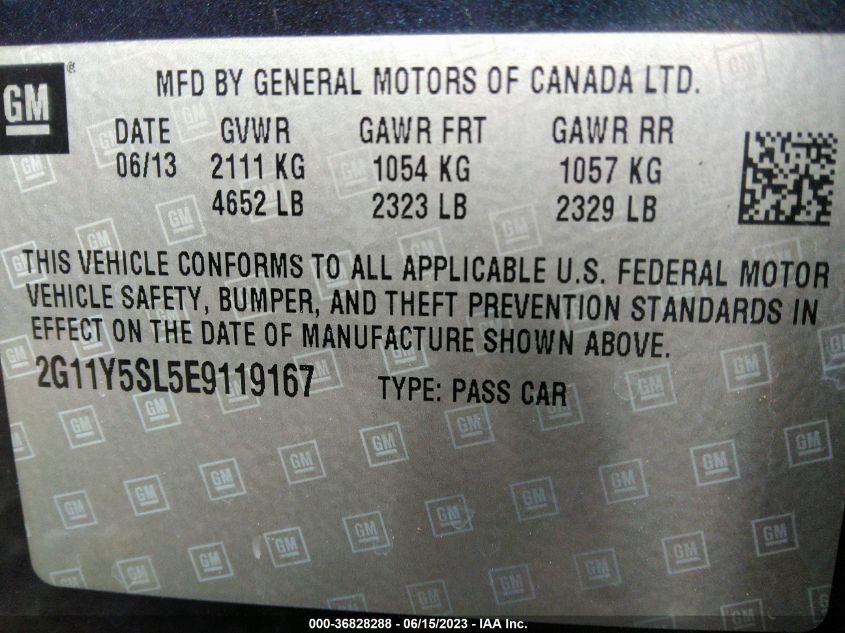 GM ®
MFD BY GENERAL MOTORS OF CANADA LTD.
DATE GVWR GAWR FRT GAWR RR
06/13 2111 KG 1054 KG 1057 KG
4652 LB 2323 LB 2329 LB
THIS VEHICLE CONFORMS TO ALL APPLICABLE U.S. FEDERAL MOTOR
VEHICLE SAFETY, BUMPER, AND THEFT PREVENTION STANDARDS IN
EFFECT ON THE DATE OF MANUFACTURE SHOWN ABOVE.
2G11Y5SL5E9119167 TYPE: PASS CAR
000-36828288 - 06/15/2023 - IAA Inc.